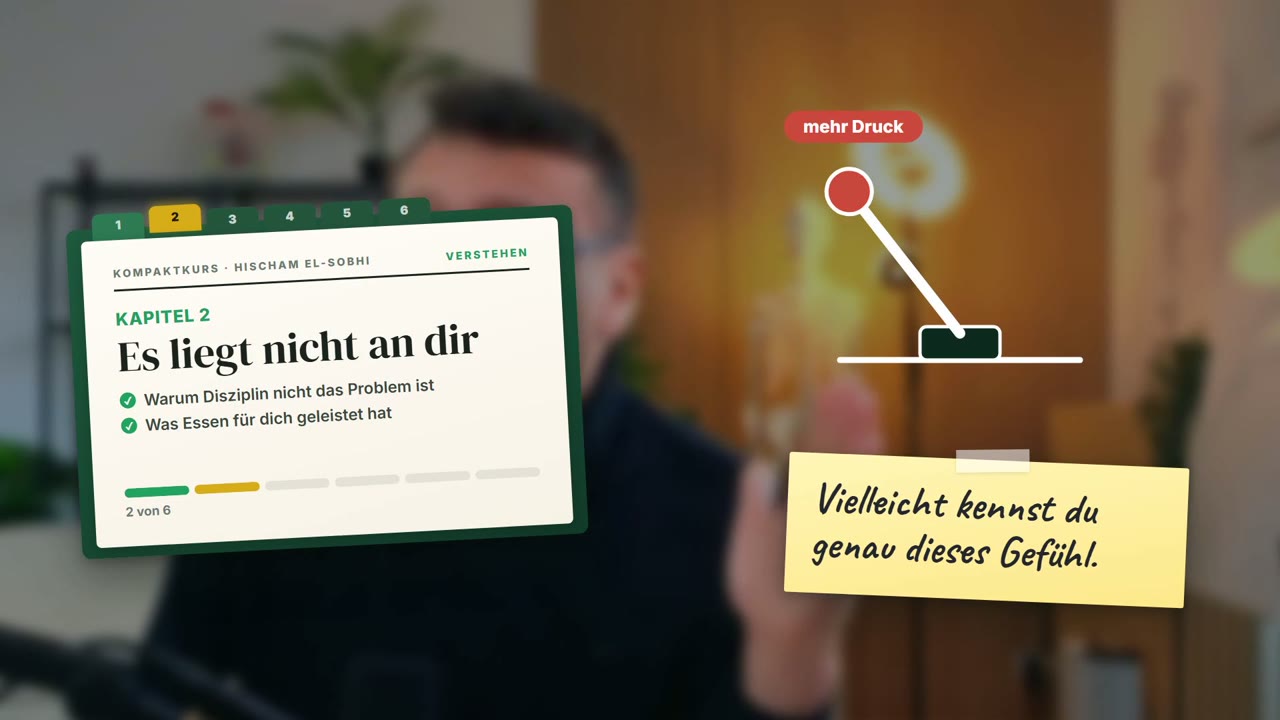 1
2
3
4
5
6
KOMPAKTKURS · HISCHAM EL-SOBHI
VERSTEHEN
KAPITEL 2
Es liegt nicht an dir
Warum Disziplin nicht das Problem ist
Was Essen für dich geleistet hat
2 von 6
mehr Druck
Vielleicht kennst du
genau dieses Gefühl.